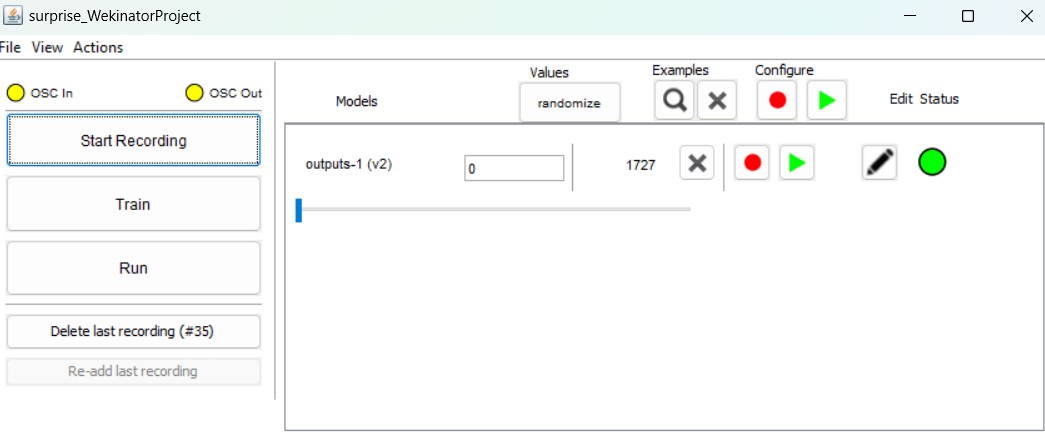 surprise_WekinatorProject
File View Actions
OSC In OSC Out
Start Recording
Train
Run
Delete last recording (#35)
Re-add last recording
Values Examples Configure
Models randomize Edit Status
outputs-1 (v2) 0 1727